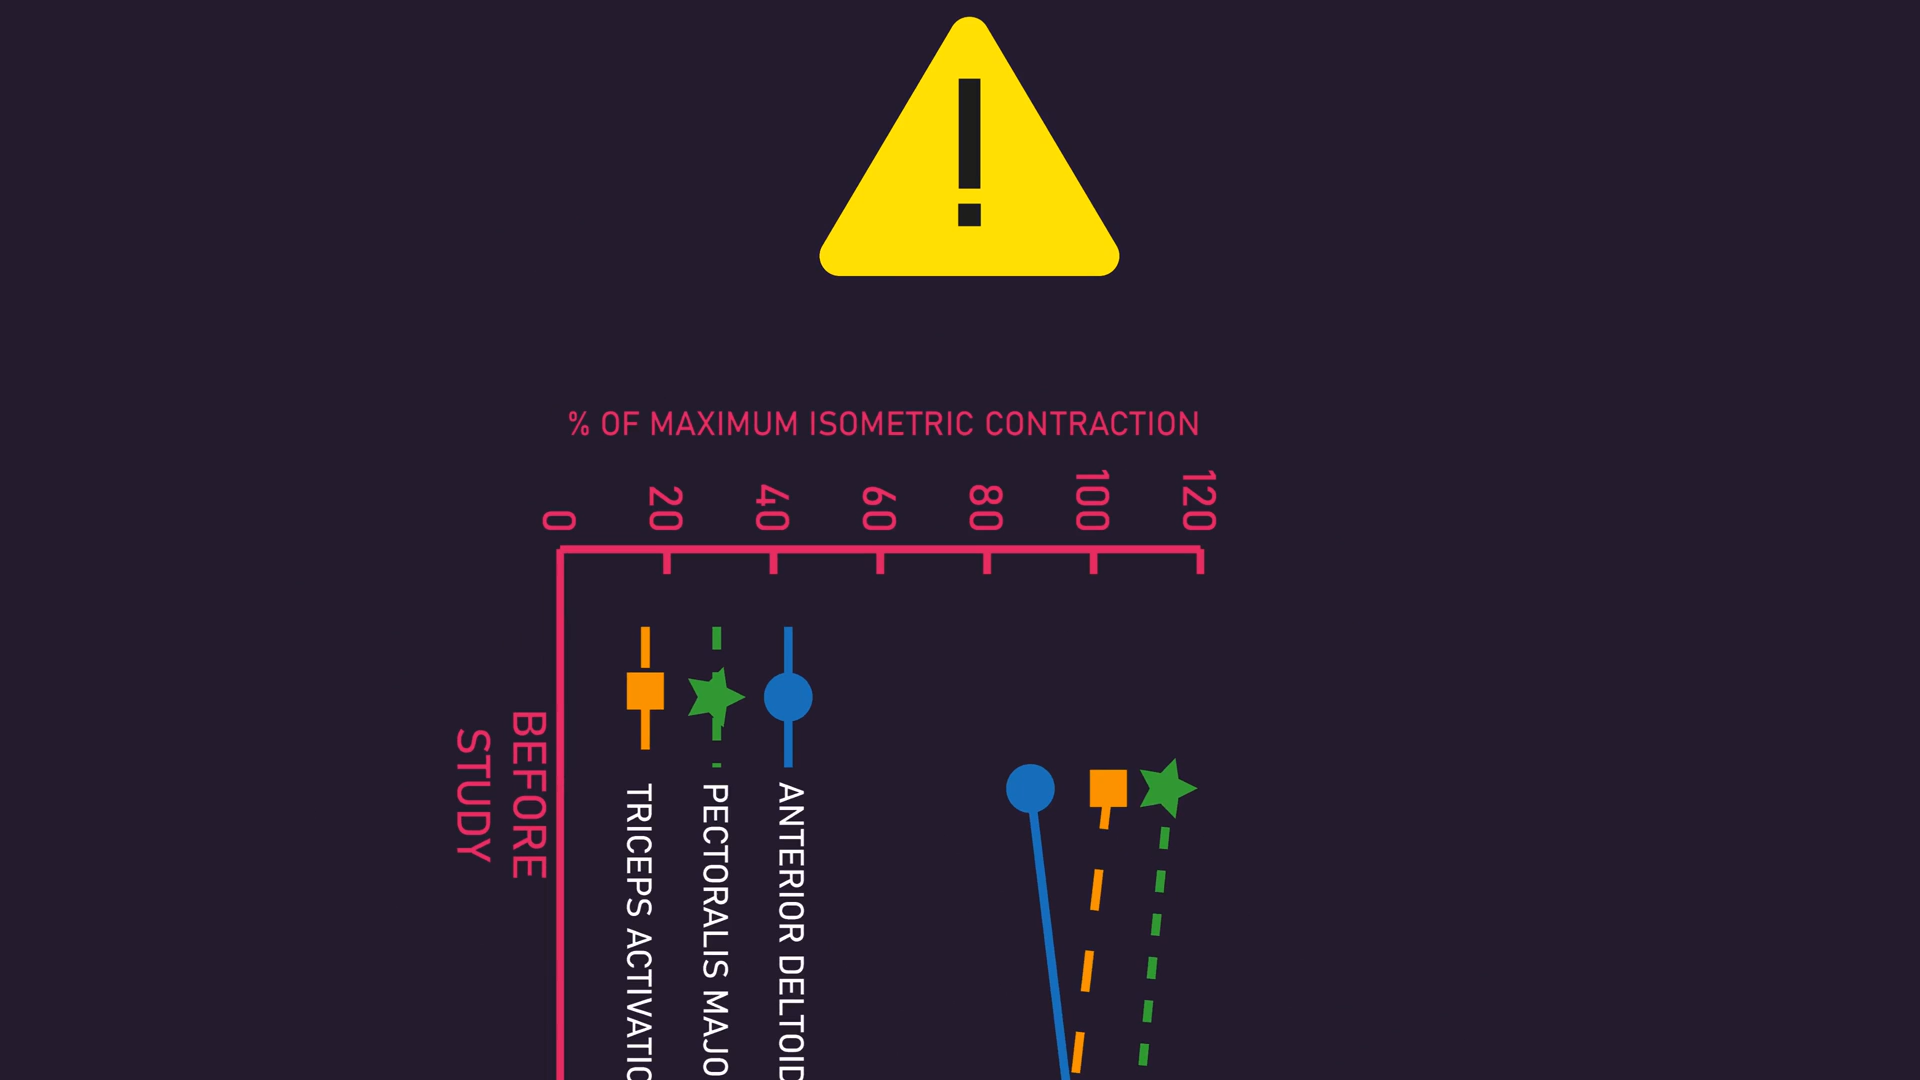 !
% OF MAXIMUM ISOMETRIC CONTRACTION
120
100
80
60
40
20
0
BEFORE
STUDY
ANTERIOR DELTOID
PECTORALIS MAJO
TRICEPS ACTIVATIO